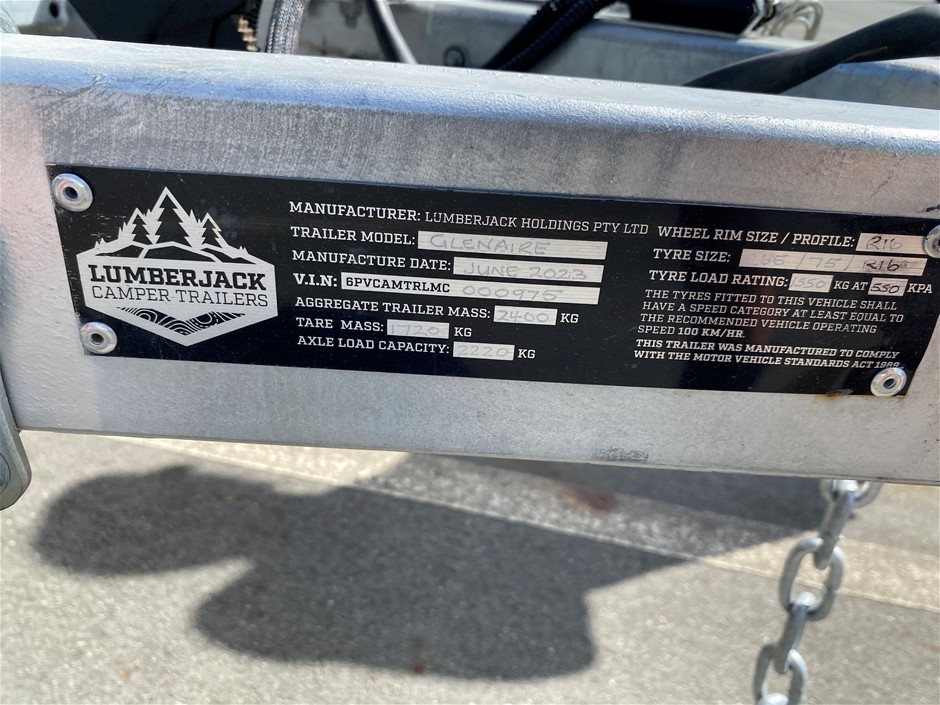 LUMBERJACK
CAMPER TRAILERS
MANUFACTURER: LUMBERJACK HOLDINGS PTY LTD
TRAILER MODEL: GLENAIRE
MANUFACTURE DATE: JUNE 2023
V.I.N: 6PVCAMTRLMC 000976
AGGREGATE TRAILER MASS: 2400 KG
TARE MASS: 1720 KG
AXLE LOAD CAPACITY: 2220 KG
WHEEL RIM SIZE / PROFILE: R16
TYRE SIZE: /75/ R16
TYRE LOAD RATING: 1550 KG AT 550 KPA
THE TYRES FITTED TO THIS VEHICLE SHALL
HAVE A SPEED CATEGORY AT LEAST EQUAL TO
THE RECOMMENDED VEHICLE OPERATING
SPEED 100 KM/HR.
THIS TRAILER WAS MANUFACTURED TO COMPLY
WITH THE MOTOR VEHICLE STANDARDS ACT 1989